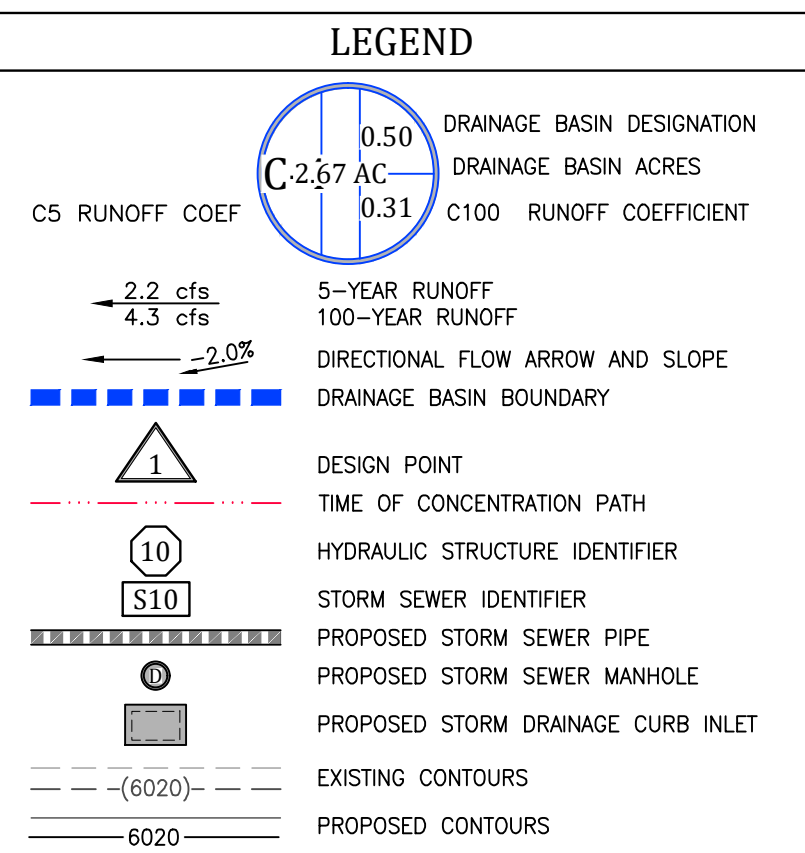 LEGEND
0.50 DRAINAGE BASIN DESIGNATION
2.67 AC DRAINAGE BASIN ACRES
C5 RUNOFF COEF 0.31 C100 RUNOFF COEFFICIENT
2.2 cfs 5-YEAR RUNOFF
4.3 cfs 100-YEAR RUNOFF
-2.0% DIRECTIONAL FLOW ARROW AND SLOPE
DRAINAGE BASIN BOUNDARY
1 DESIGN POINT
TIME OF CONCENTRATION PATH
10 HYDRAULIC STRUCTURE IDENTIFIER
S10 STORM SEWER IDENTIFIER
PROPOSED STORM SEWER PIPE
D PROPOSED STORM SEWER MANHOLE
PROPOSED STORM DRAINAGE CURB INLET
(6020) EXISTING CONTOURS
6020 PROPOSED CONTOURS